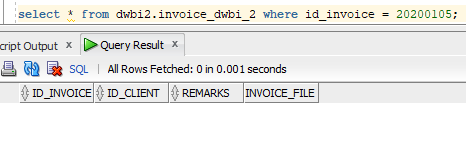 select * from dwbi2.invoice_dwbi_2 where id_invoice = 20200105;
cript Output x Query Result x
SQL | All Rows Fetched: 0 in 0.001 seconds
ID_INVOICE ID_CLIENT REMARKS INVOICE_FILE